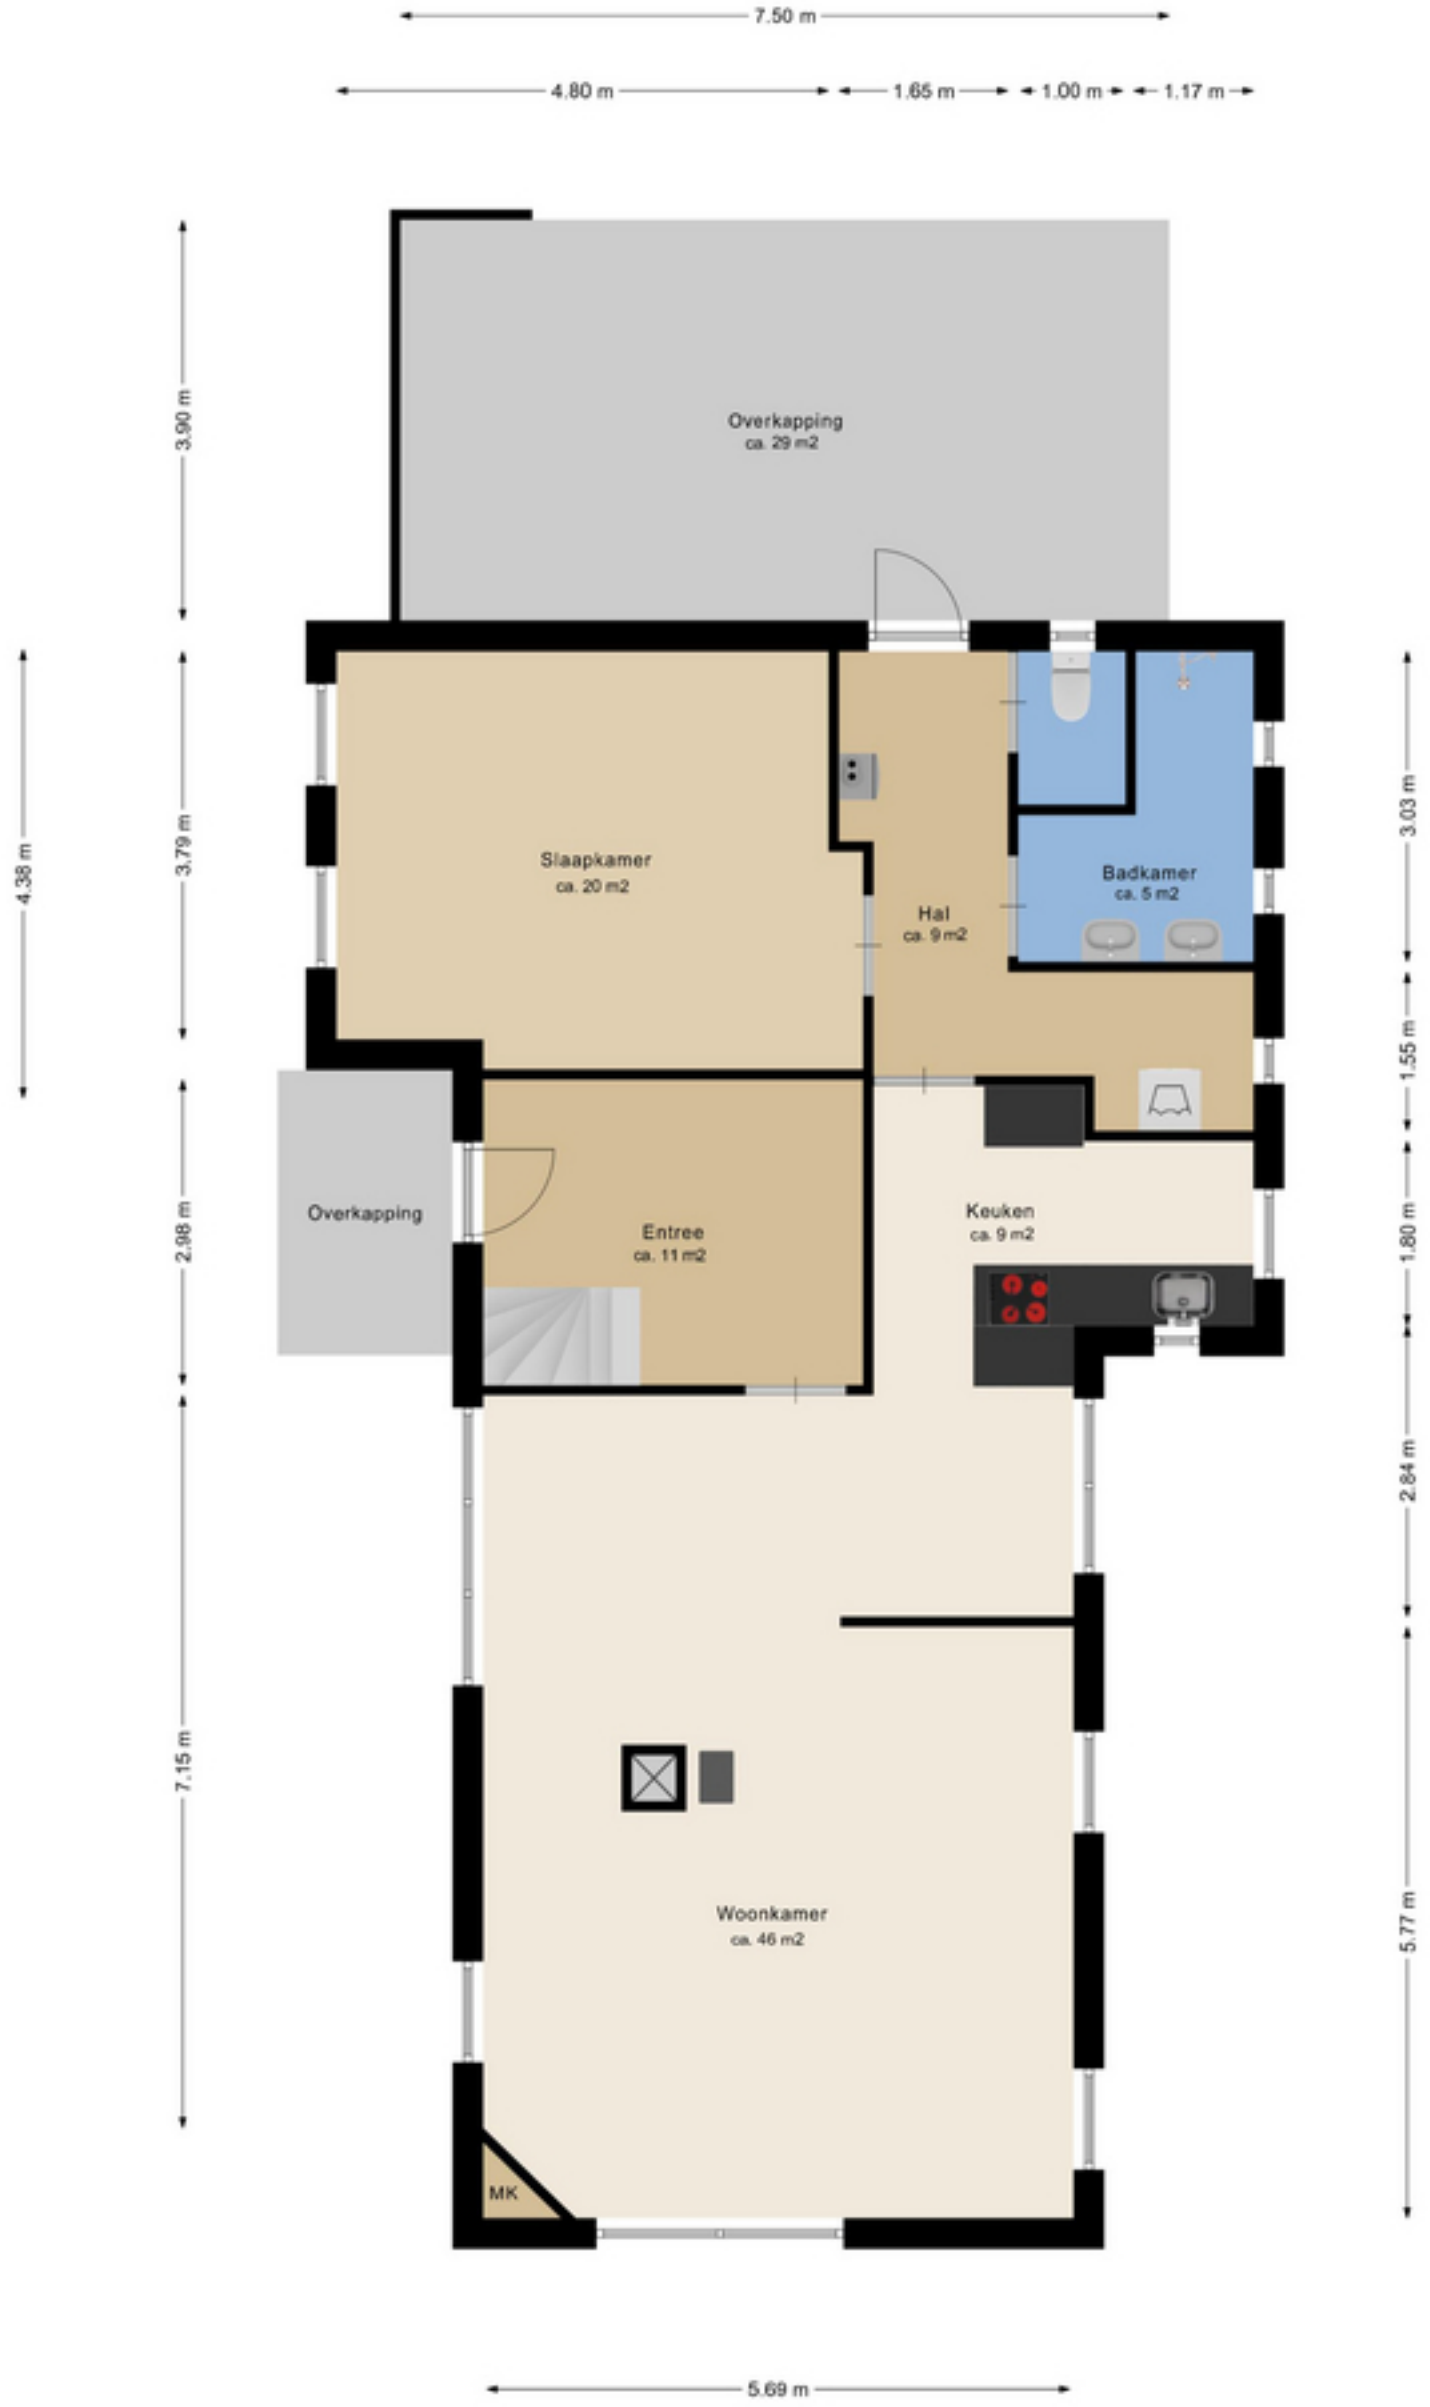 7.50 m
4.80 m
1.65 m
1.00 m
1.17 m
3.90 m
Overkapping
ca. 29 m2
4.38 m
3.79 m
3.03 m
Slaapkamer
ca. 20 m2
Badkamer
ca. 5 m2
Hal
ca. 9 m2
1.55 m
2.98 m
Overkapping
Entree
ca. 11 m2
Keuken
ca. 9 m2
1.80 m
2.84 m
7.15 m
Woonkamer
ca. 46 m2
5.77 m
MK
5.69 m